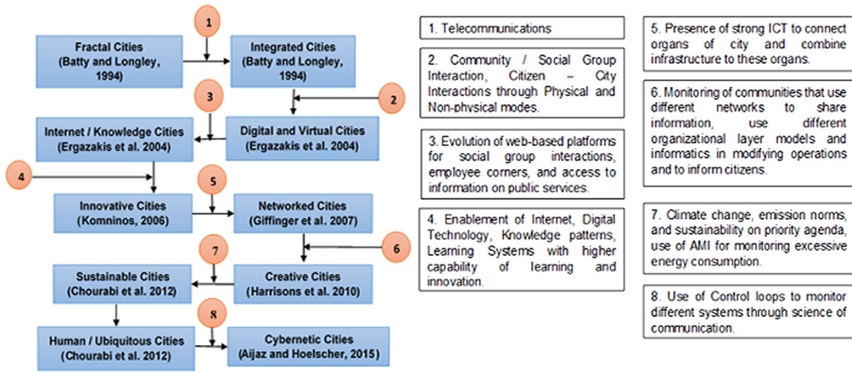 1
Fractal Cities
(Batty and Longley,
1994)
Integrated Cities
(Batty and Longley,
1994)
2
3
Internet / Knowledge Cities
(Ergazakis et al. 2004)
Digital and Virtual Cities
(Ergazakis et al. 2004)
4
5
Innovative Cities
(Komninos, 2006)
Networked Cities
(Giffinger et al. 2007)
6
7
Sustainable Cities
(Chourabi et al. 2012)
Creative Cities
(Harrisons et al. 2010)
8
Human / Ubiquitous Cities
(Chourabi et al. 2012)
Cybernetic Cities
(Aijaz and Hoelscher, 2015)
1. Telecommunications
2. Community / Social Group
Interaction, Citizen – City
Interactions through Physical and
Non-physical modes.
3. Evolution of web-based platforms
for social group interactions,
employee corners, and access to
information on public services.
4. Enablement of Internet, Digital
Technology, Knowledge patterns,
Learning Systems with higher
capability of learning and
innovation.
5. Presence of strong ICT to connect
organs of city and combine
infrastructure to these organs.
6. Monitoring of communities that use
different networks to share
information, use different
organizational layer models and
informatics in modifying operations
and to inform citizens.
7. Climate change, emission norms,
and sustainability on priority agenda,
use of AMI for monitoring excessive
energy consumption.
8. Use of Control loops to monitor
different systems through science of
communication.